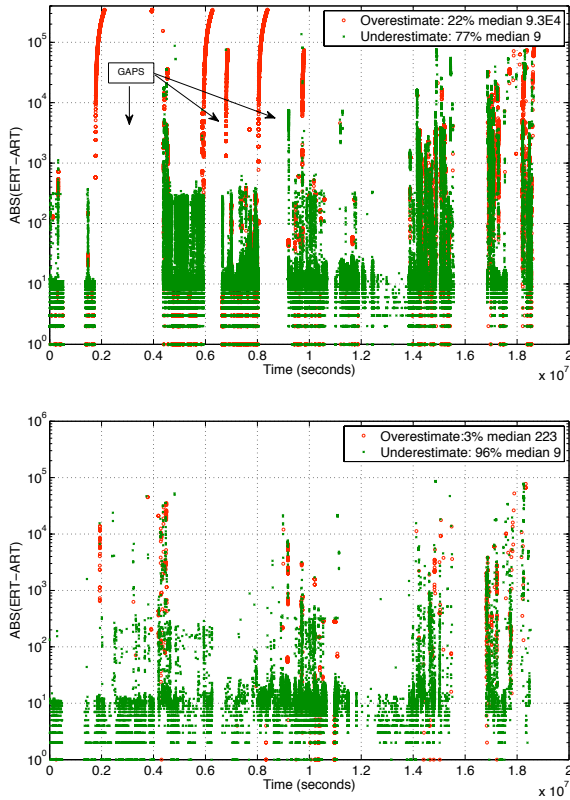 Overestimate: 22% median 9.3E4
Underestimate: 77% median 9
GAPS
ABS(ERT−ART)
10^5
10^4
10^3
10^2
10^1
10^0
0 0.2 0.4 0.6 0.8 1 1.2 1.4 1.6 1.8 2
Time (seconds)
x 10^7
Overestimate:3% median 223
Underestimate: 96% median 9
ABS(ERT−ART)
10^6
10^5
10^4
10^3
10^2
10^1
10^0
0 0.2 0.4 0.6 0.8 1 1.2 1.4 1.6 1.8 2
Time (seconds)
x 10^7